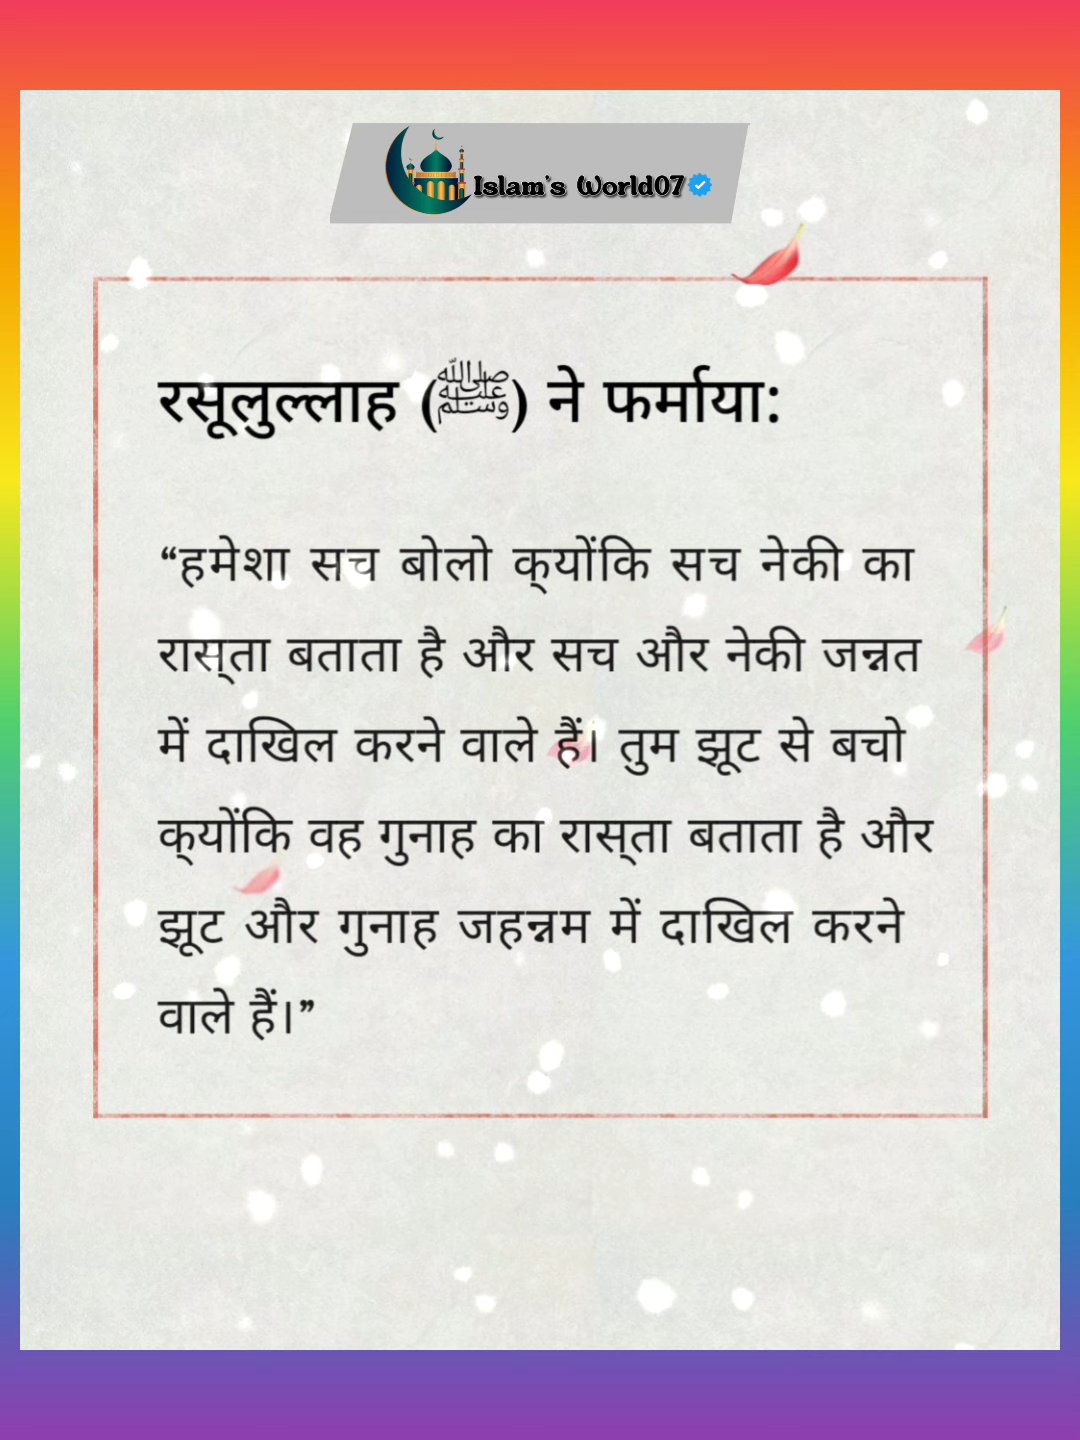 Islam's World07
रसूलुल्लाह (ﷺ) ने फर्माया:
“हमेशा सच बोलो क्‌योंकि सच नेकी का
रास्‌ता बताता है और सच और नेकी जन्नत
में दाखिल करने वाले हैं। तुम झूट से बचो
क्‌योंकि वह गुनाह का रास्‌ता बताता है और
झूट और गुनाह जहन्नम में दाखिल करने
वाले हैं।”